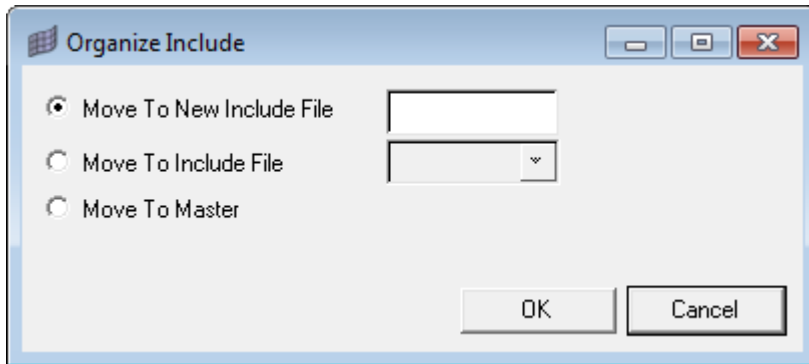 Organize Include
Move To New Include File
Move To Include File
Move To Master
OK Cancel